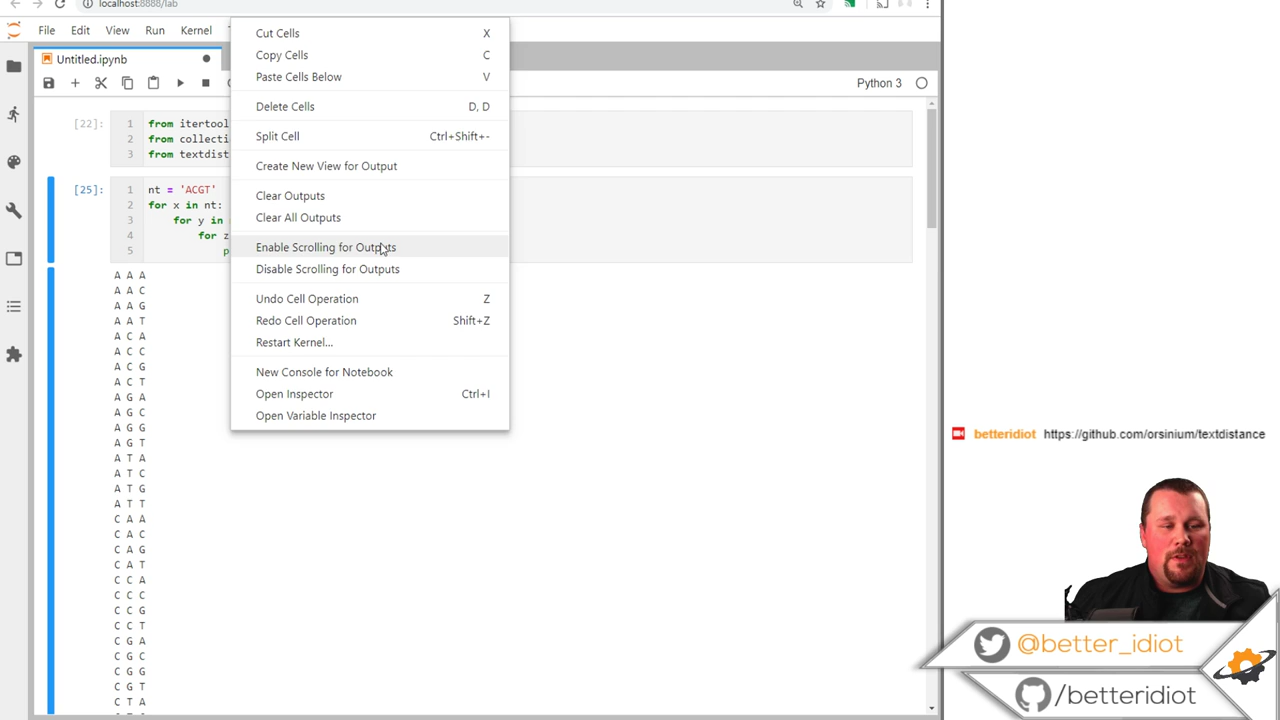 localhost:8888/lab
File Edit View Run Kernel
Untitled.ipynb
Python 3
[22]:
1 from itertool
2 from collecti
3 from textdist
[25]:
1 nt = 'ACGT'
2 for x in nt:
3 for y in
4 for z
5 p
Cut Cells X
Copy Cells C
Paste Cells Below V
Delete Cells D, D
Split Cell Ctrl+Shift+-
Create New View for Output
Clear Outputs
Clear All Outputs
Enable Scrolling for Outputs
Disable Scrolling for Outputs
Undo Cell Operation Z
Redo Cell Operation Shift+Z
Restart Kernel...
New Console for Notebook
Open Inspector Ctrl+I
Open Variable Inspector
A A A
A A C
A A G
A A T
A C A
A C C
A C G
A C T
A G A
A G C
A G G
A G T
A T A
A T C
A T G
A T T
C A A
C A C
C A G
C A T
C C A
C C C
C C G
C C T
C G A
C G C
C G G
C G T
C T A
betteridiot https://github.com/orsinium/textdistance
@better_idiot
/betteridiot